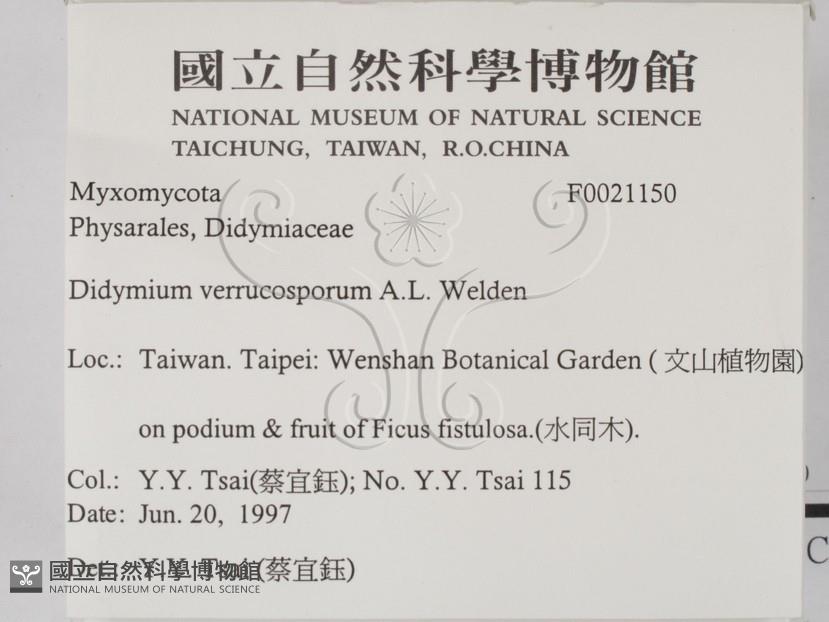 國立自然科學博物館
NATIONAL MUSEUM OF NATURAL SCIENCE
TAICHUNG, TAIWAN, R.O.CHINA
Myxomycota F0021150
Physarales, Didymiaceae
Didymium verrucosporum A.L. Welden
Loc.: Taiwan. Taipei: Wenshan Botanical Garden ( 文山植物園)
on podium & fruit of Ficus fistulosa.(水同木).
Col.: Y.Y. Tsai(蔡宜鈺); No. Y.Y. Tsai 115
Date: Jun. 20, 1997
Det.: Y.Y. Tsai(蔡宜鈺)
國立自然科學博物館
NATIONAL MUSEUM OF NATURAL SCIENCE